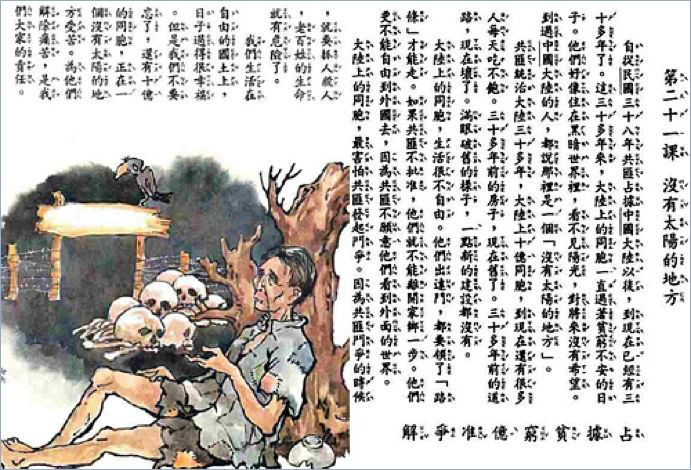 第二十一課 沒有太陽的地方
自從民國三十八年共匪占據中國大陸以後，到現在已經有三
十多年了。這三十多年來，大陸上的同胞一直過著貧窮不安的日
子。他們好像住在黑暗世界裡，看不見陽光，對將來沒有希望。
到過中國大陸的人，都說那裡是一個「沒有太陽的地方」。
共匪統治大陸三十多年，大陸上十億同胞，到現在還有很多
人每天吃不飽。三十多年前的房子，現在舊了。三十多年前的道
路，現在壞了。滿眼破舊的樣子，一點新的建設都沒有。
大陸上的同胞，生活很不自由。他們出遠門，都要領了「路
條」才能走。如果共匪不批准，他們就不能離開家鄉一步。他們
更不能自由到外國去，因為共匪不願意他們看到外面的世界。
大陸上的同胞，最害怕共匪發起鬥爭。因為共匪鬥爭的時候
占 據 貧 窮 億 准 爭 解
，就要抓人殺人
，老百姓的生命
就有危險了。
我們生活在
自由的國土上，
日子過得很幸福
。但是我們不要
忘了，還有十億
的同胞，正在一
個沒有太陽的地
方受苦。為他們
解除痛苦，是我
們大家的責任。